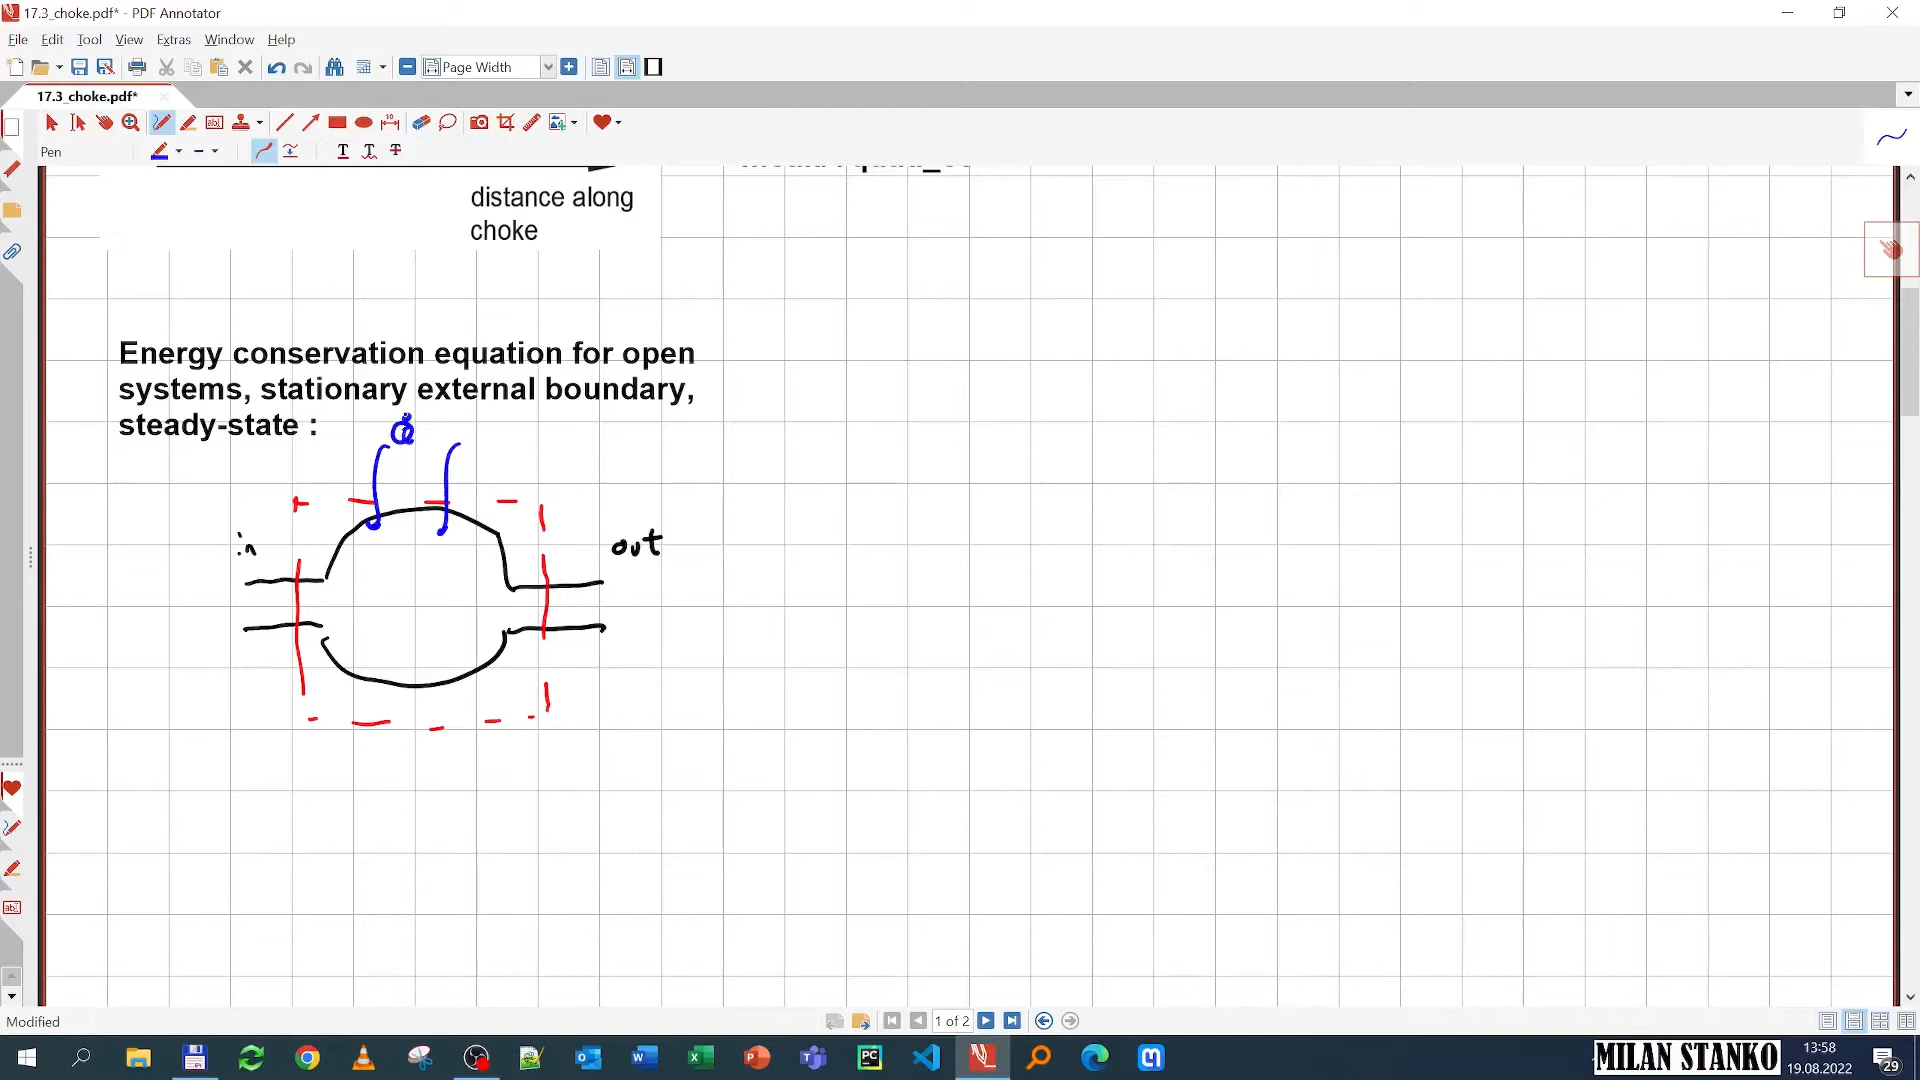 17.3_choke.pdf* - PDF Annotator
File Edit Tool View Extras Window Help
Page Width
17.3_choke.pdf*
Pen
distance along
choke
Energy conservation equation for open
systems, stationary external boundary,
steady-state :
Q̇
in
out
Modified
1 of 2
MILAN STANKO
13:58
19.08.2022
29